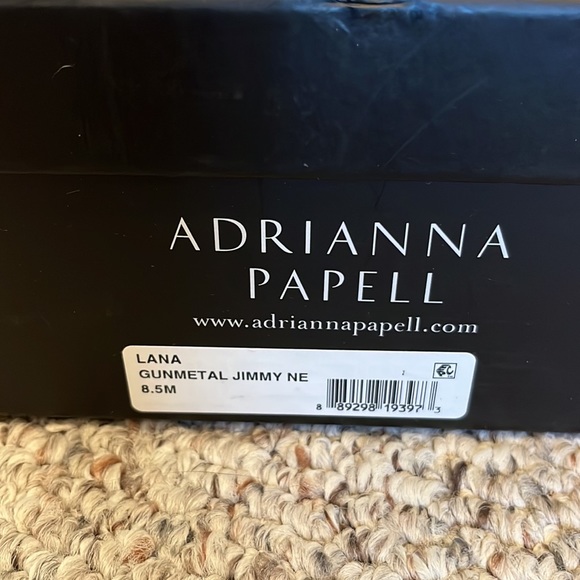 ADRIANNA
PAPELL
www.adriannapapell.com
LANA
GUNMETAL JIMMY NE
8.5M
8 89298 19397 3